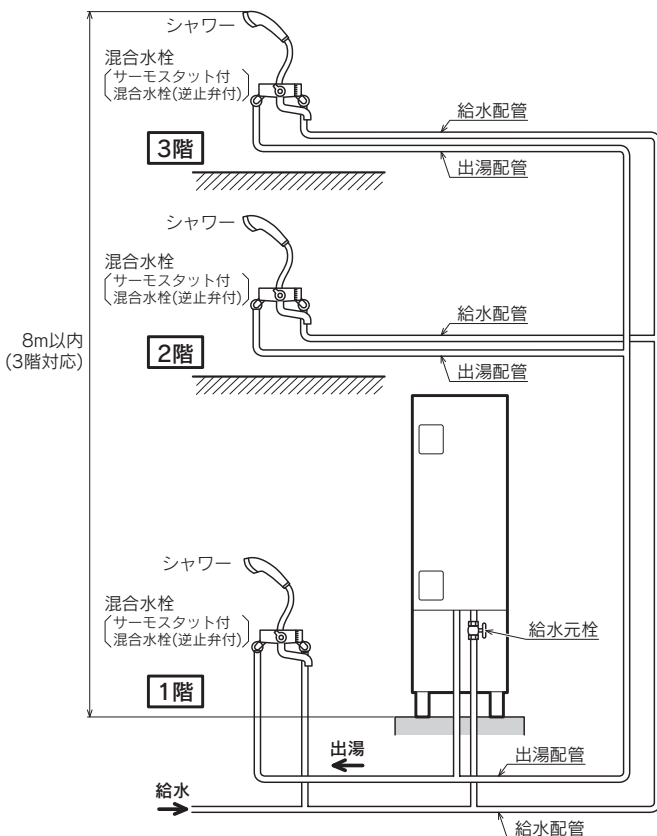 シャワー
混合水栓
(サーモスタット付
混合水栓(逆止弁付))
3階
給水配管
出湯配管
シャワー
混合水栓
(サーモスタット付
混合水栓(逆止弁付))
2階
給水配管
出湯配管
8m以内
(3階対応)
シャワー
混合水栓
(サーモスタット付
混合水栓(逆止弁付))
1階
給水元栓
出湯
出湯配管
給水
給水配管